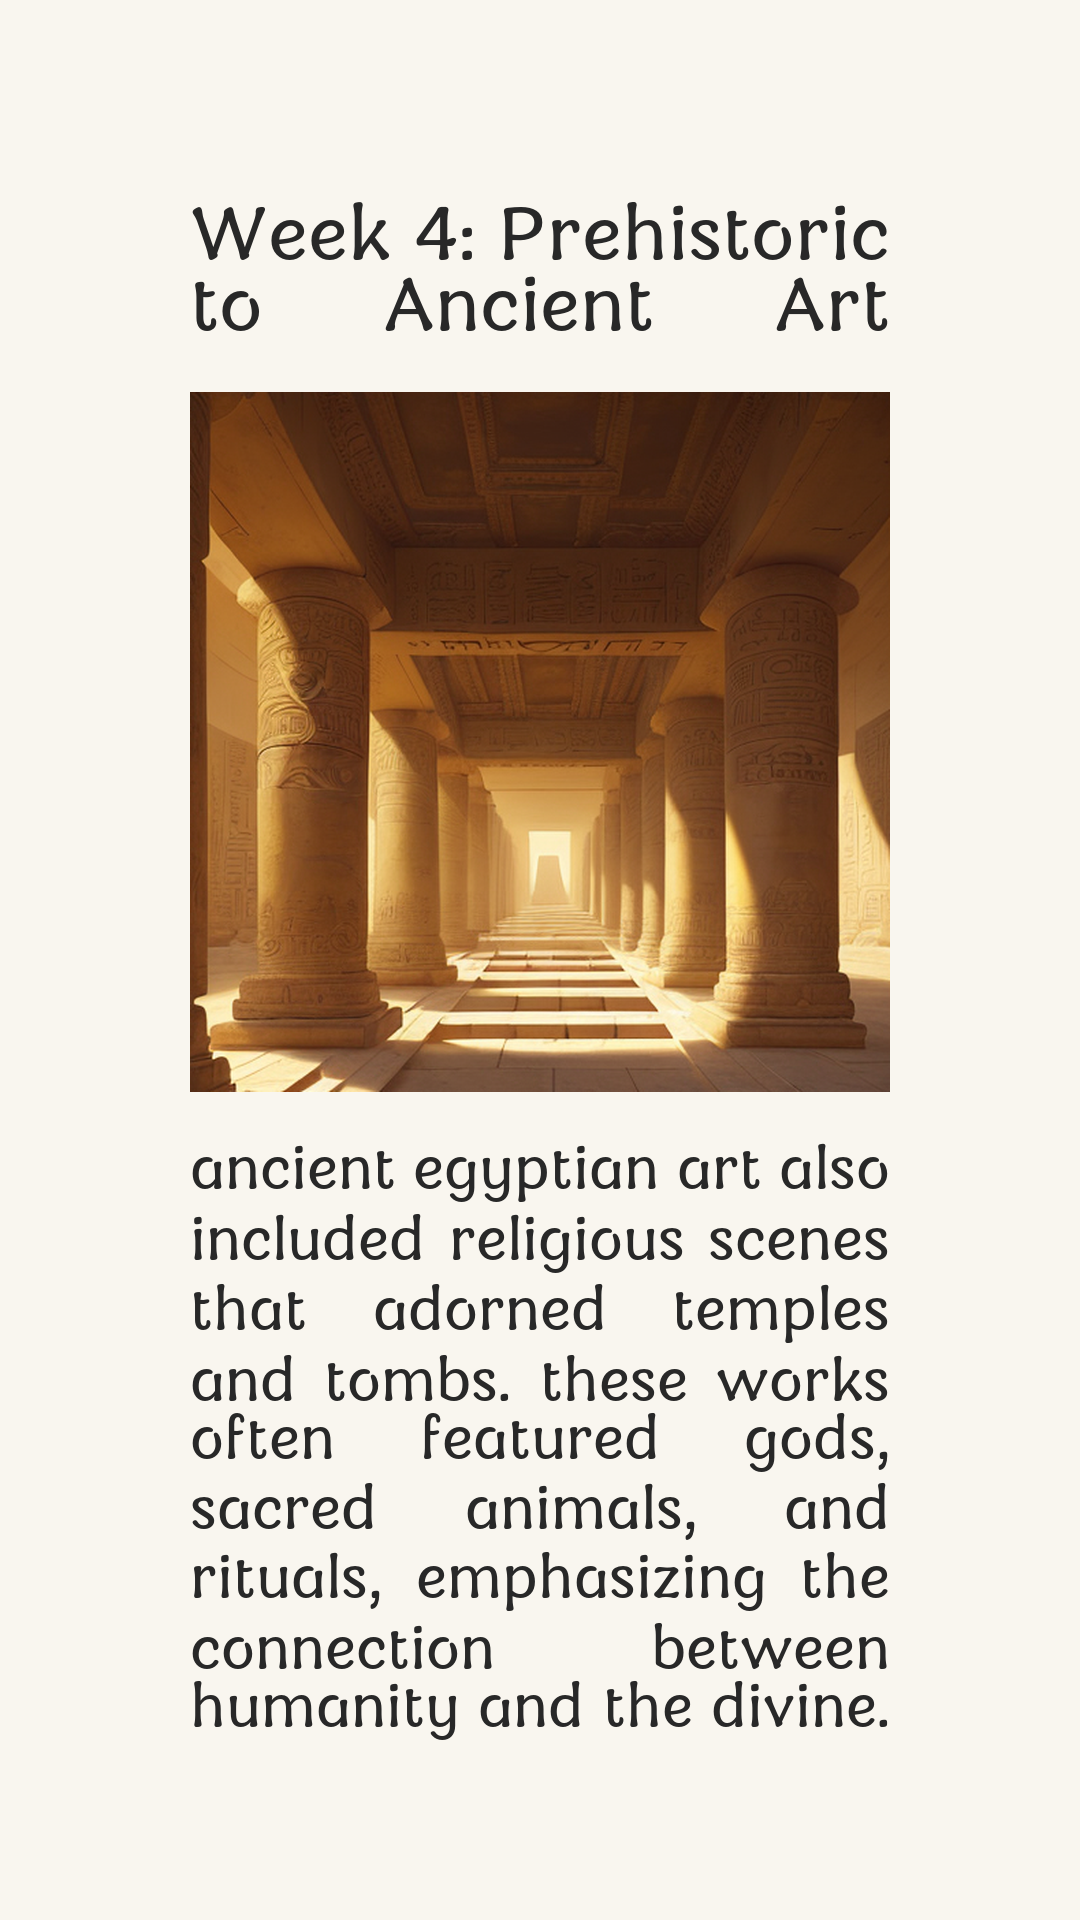 Week 4: Prehistoric
to Ancient Art
ancient egyptian art also
included religious scenes
that adorned temples
and tombs. these works
often featured gods,
sacred animals, and
rituals, emphasizing the
connection between
humanity and the divine.